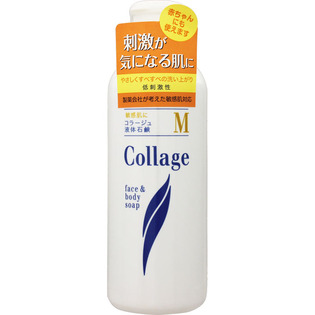 赤ちゃん
にも
使えます
刺激が
気になる肌に
やさしくすべすべの洗い上がり
低刺激性
製薬会社が考えた敏感肌対応
敏感肌に
コラージュ
液体石鹸
M
Collage
face &
body
soap